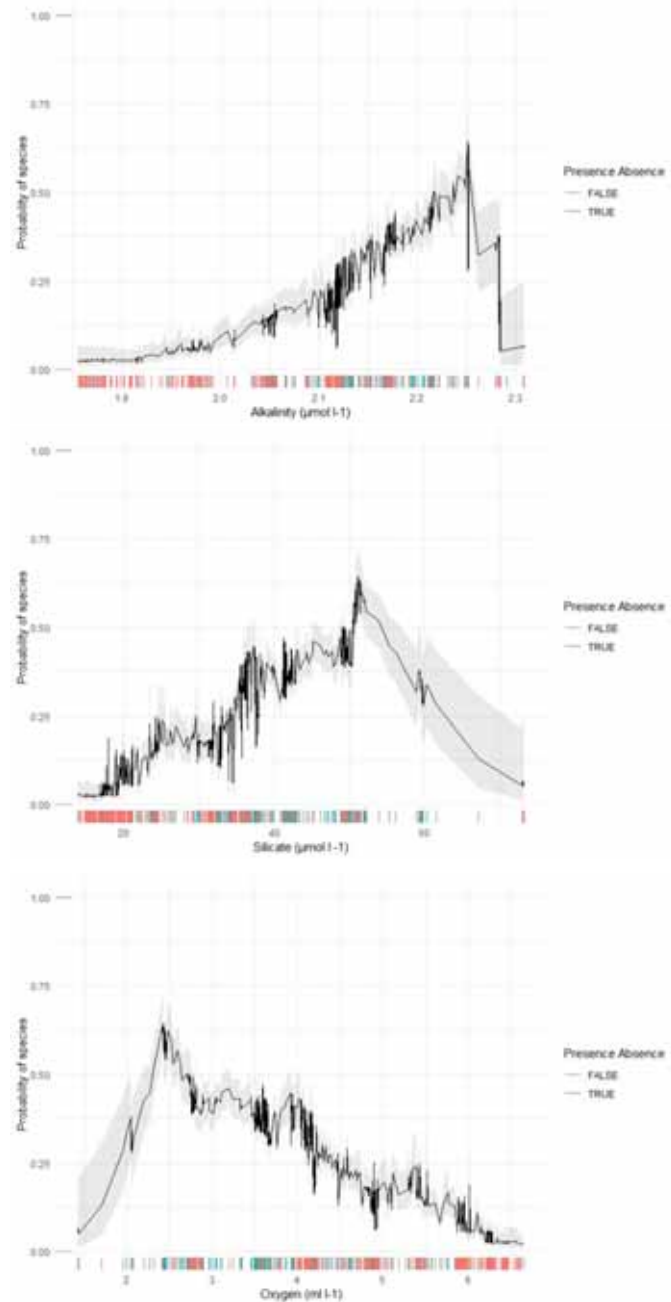 1.00
0.75
0.50
0.25
0.00
Probability of species
1.9
2.0
2.1
2.2
2.3
Alkalinity (µmol l-1)
Presence Absence
FALSE
TRUE
1.00
0.75
0.50
0.25
0.00
Probability of species
20
40
60
Silicate (µmol l-1)
Presence Absence
FALSE
TRUE
1.00
0.75
0.50
0.25
0.00
Probability of species
2
3
4
5
6
Oxygen (ml l-1)
Presence Absence
FALSE
TRUE